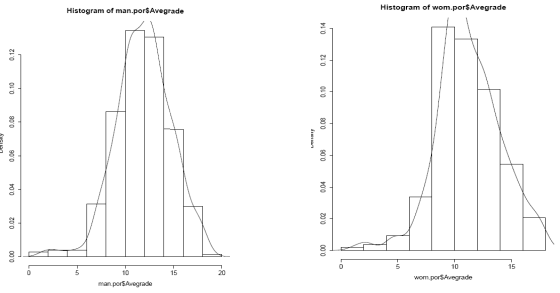 Histogram of man.por$Avegrade
Density
0.00 0.02 0.04 0.06 0.08 0.10 0.12
0 5 10 15 20
man.por$Avegrade
Histogram of wom.por$Avegrade
Density
0.00 0.02 0.04 0.06 0.08 0.10 0.12 0.14
0 5 10 15
wom.por$Avegrade